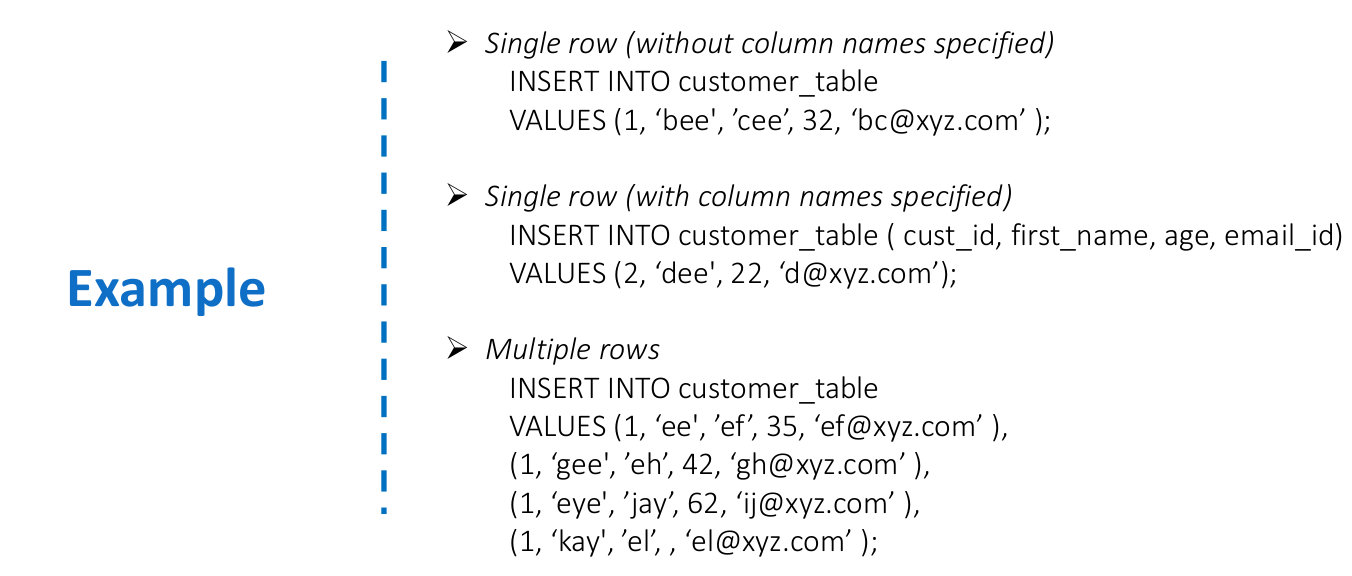 Example
➢ Single row (without column names specified)
INSERT INTO customer_table
VALUES (1, ‘bee', ’cee’, 32, ‘bc@xyz.com’ );
➢ Single row (with column names specified)
INSERT INTO customer_table ( cust_id, first_name, age, email_id)
VALUES (2, ‘dee', 22, ‘d@xyz.com’);
➢ Multiple rows
INSERT INTO customer_table
VALUES (1, ‘ee', ’ef’, 35, ‘ef@xyz.com’ ),
(1, ‘gee', ’eh’, 42, ‘gh@xyz.com’ ),
(1, ‘eye', ’jay’, 62, ‘ij@xyz.com’ ),
(1, ‘kay', ’el’, , ‘el@xyz.com’ );